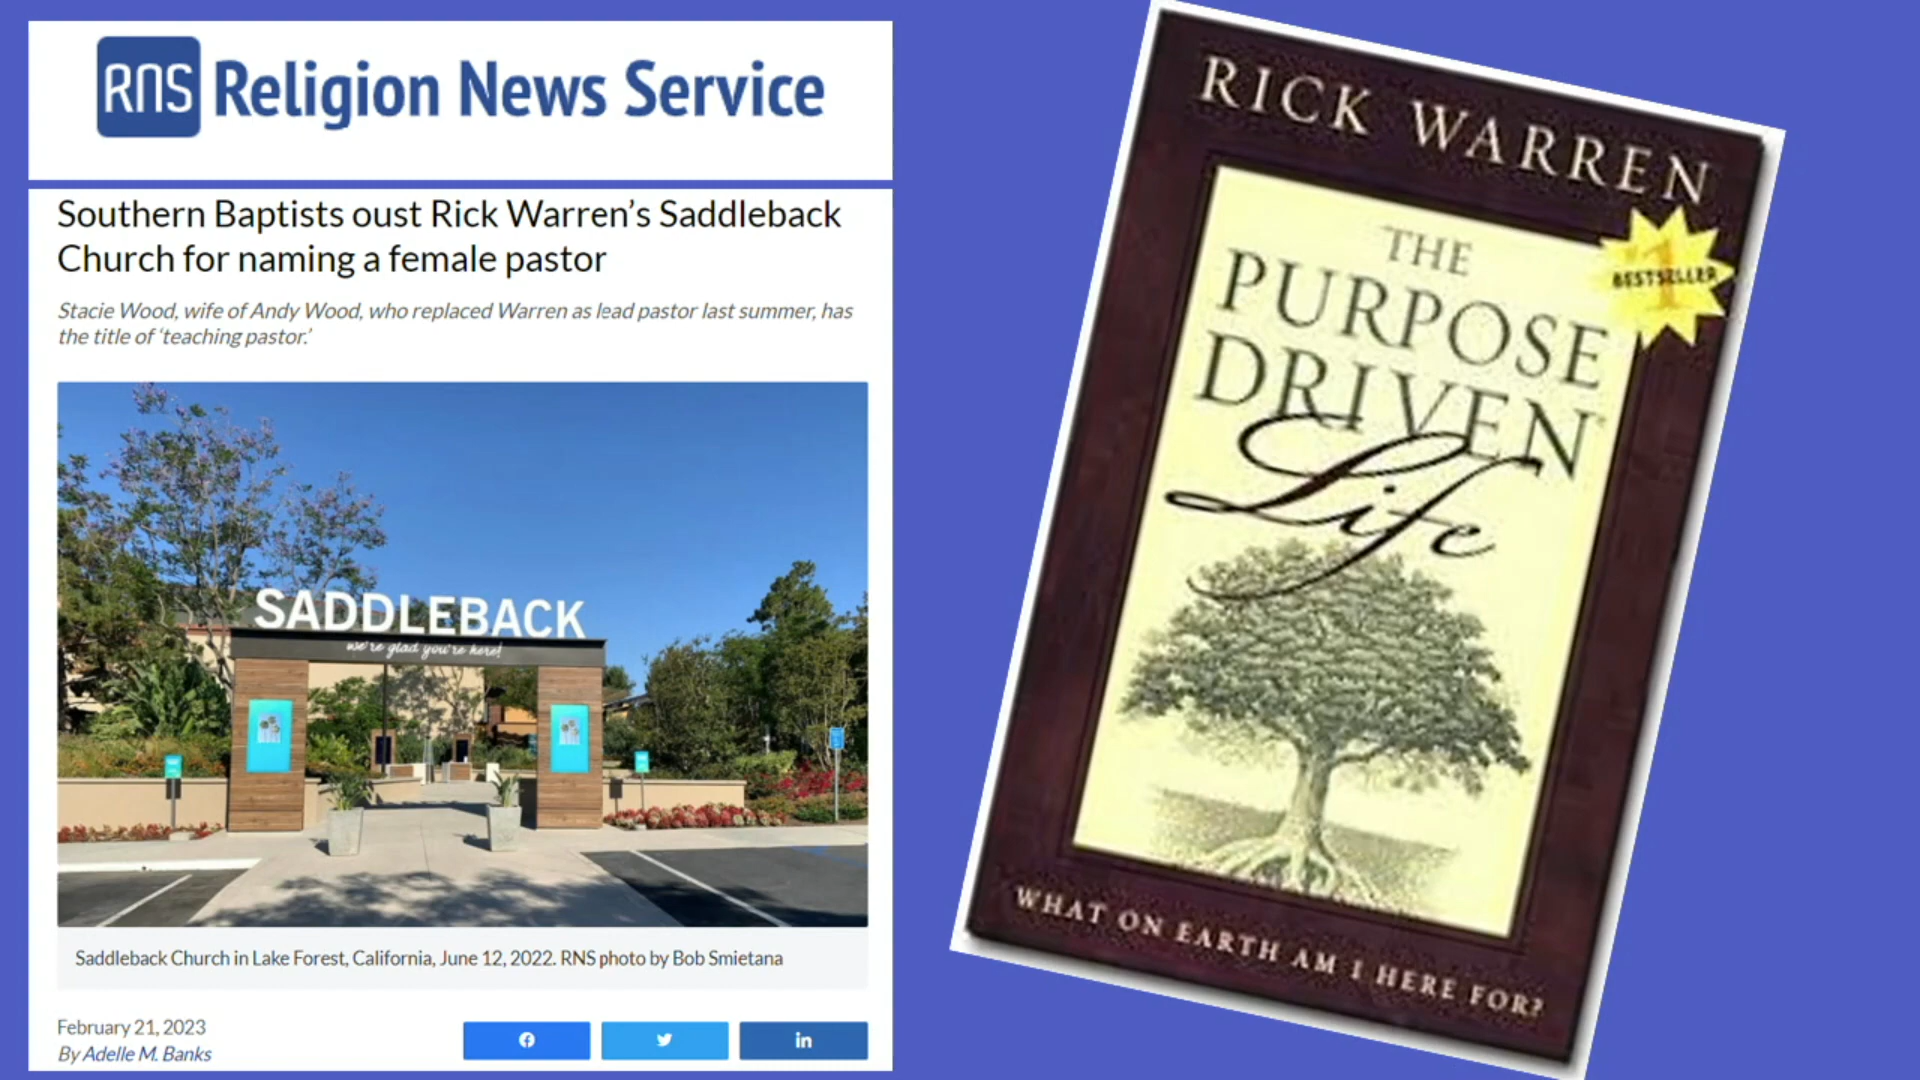 RNS Religion News Service
Southern Baptists oust Rick Warren's Saddleback
Church for naming a female pastor
Stacie Wood, wife of Andy Wood, who replaced Warren as lead pastor last summer, has
the title of 'teaching pastor.'
SADDLEBACK
we're glad you're here!
Saddleback Church in Lake Forest, California, June 12, 2022. RNS photo by Bob Smietana
February 21, 2023
By Adelle M. Banks
in
RICK WARREN
#1
BESTSELLER
THE
PURPOSE
DRIVEN
Life
WHAT ON EARTH AM I HERE FOR?